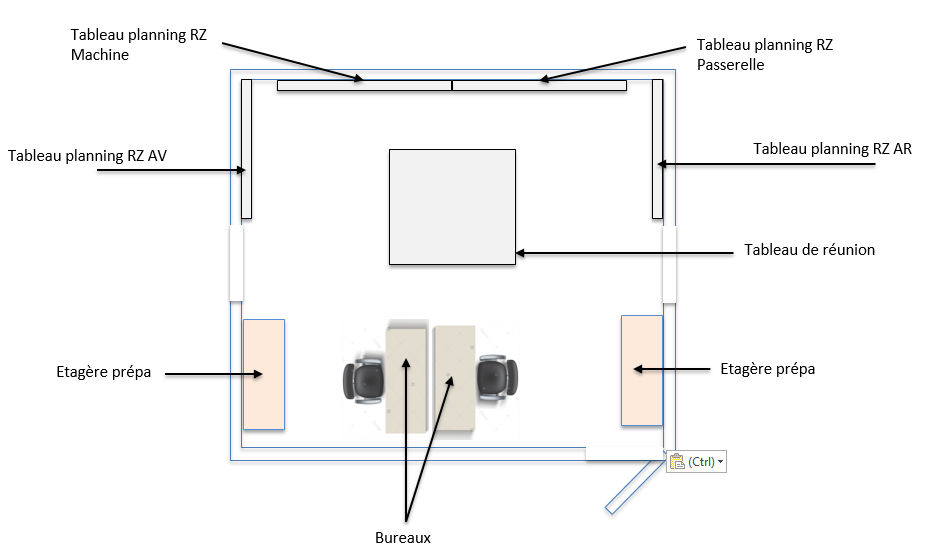 Tableau planning RZ
Machine
Tableau planning RZ
Passerelle
Tableau planning RZ AV
Tableau planning RZ AR
Tableau de réunion
Etagère prépa
Etagère prépa
(Ctrl)
Bureaux